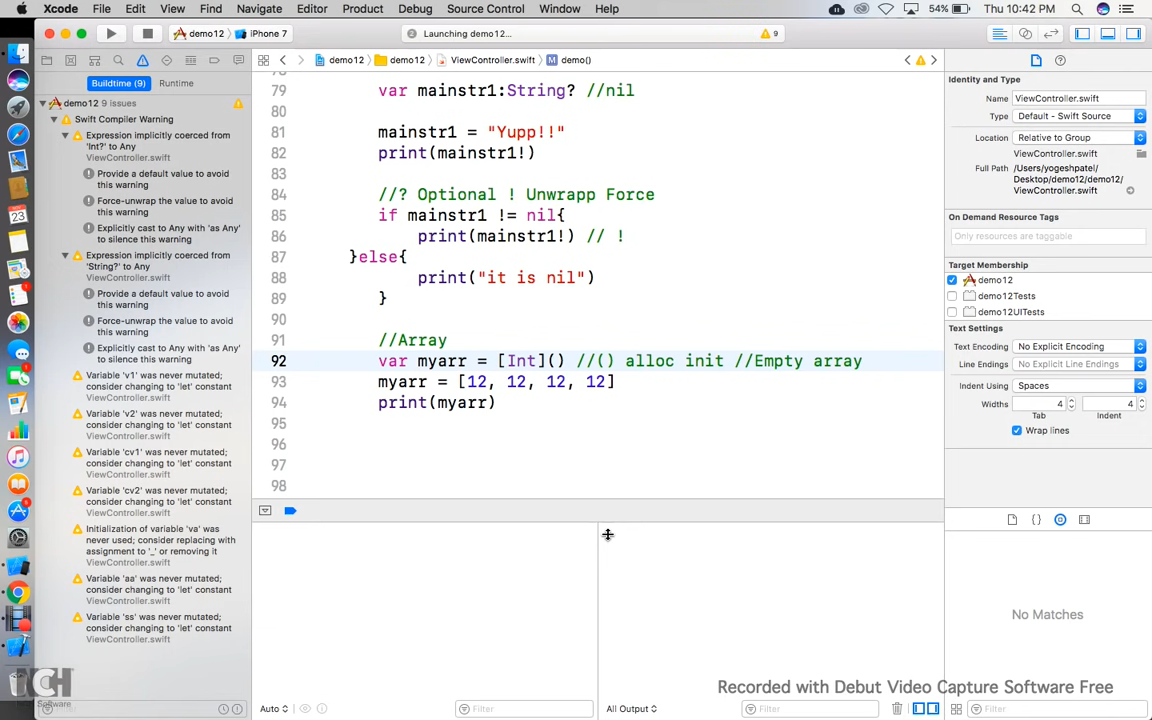 Xcode File Edit View Find Navigate Editor Product Debug Source Control Window Help 54% Thu 10:42 PM
demo12 iPhone 7 Launching demo12... 9
demo12 demo12 ViewController.swift M demo()
Buildtime (9) Runtime
demo12 9 issues
Swift Compiler Warning
Expression implicitly coerced from
'Int?' to Any
ViewController.swift
Provide a default value to avoid
this warning
Force-unwrap the value to avoid
this warning
Explicitly cast to Any with 'as Any'
to silence this warning
Expression implicitly coerced from
'String?' to Any
ViewController.swift
Provide a default value to avoid
this warning
Force-unwrap the value to avoid
this warning
Explicitly cast to Any with 'as Any'
to silence this warning
Variable 'v1' was never mutated;
consider changing to 'let' constant
ViewController.swift
Variable 'v2' was never mutated;
consider changing to 'let' constant
ViewController.swift
Variable 'cv1' was never mutated;
consider changing to 'let' constant
ViewController.swift
Variable 'cv2' was never mutated;
consider changing to 'let' constant
ViewController.swift
Initialization of variable 'va' was
never used; consider replacing with
assignment to '_' or removing it
ViewController.swift
Variable 'aa' was never mutated;
consider changing to 'let' constant
ViewController.swift
Variable 'ss' was never mutated;
consider changing to 'let' constant
ViewController.swift
NCH Software
79 var mainstr1:String? //nil
80
81 mainstr1 = "Yupp!!"
82 print(mainstr1!)
83
84 //? Optional ! Unwrapp Force
85 if mainstr1 != nil{
86 print(mainstr1!) // !
87 }else{
88 print("it is nil")
89 }
90
91 //Array
92 var myarr = [Int]() //() alloc init //Empty array
93 myarr = [12, 12, 12, 12]
94 print(myarr)
95
96
97
98
Auto Filter All Output Filter
Identity and Type
Name ViewController.swift
Type Default - Swift Source
Location Relative to Group
ViewController.swift
Full Path /Users/yogeshpatel/
Desktop/demo12/demo12/
ViewController.swift
On Demand Resource Tags
Only resources are taggable
Target Membership
demo12
demo12Tests
demo12UITests
Text Settings
Text Encoding No Explicit Encoding
Line Endings No Explicit Line Endings
Indent Using Spaces
Widths 4 4
Tab Indent
Wrap lines
No Matches
Filter
Recorded with Debut Video Capture Software Free